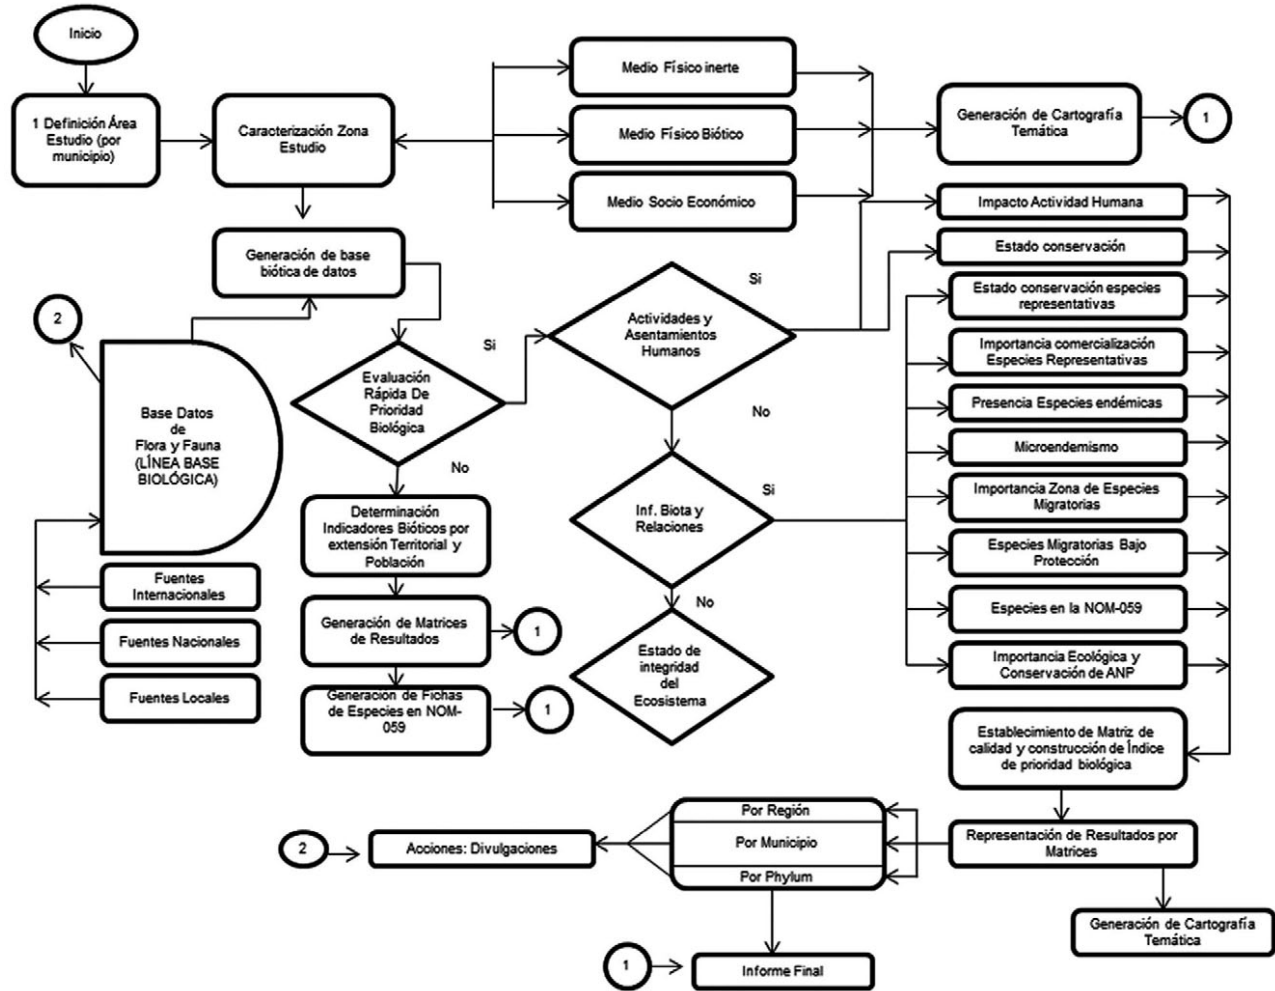 Inicio
1 Definición Área
Estudio (por
municipio)
Caracterización Zona
Estudio
Medio Físico inerte
Medio Físico Biótico
Medio Socio Económico
Generación de Cartografía
Temática
1
Generación de base
biótica de datos
2
Base Datos
de
Flora y Fauna
(LÍNEA BASE
BIOLÓGICA)
Fuentes
Internacionales
Fuentes Nacionales
Fuentes Locales
Evaluación
Rápida De
Prioridad
Biológica
Si
No
Determinación
Indicadores Bióticos por
extensión Territorial y
Población
Generación de Matrices
de Resultados
1
Generación de Fichas
de Especies en NOM-
059
1
Actividades y
Asentamientos
Humanos
Si
No
Inf. Biota y
Relaciones
Si
No
Estado de
integridad
del
Ecosistema
Impacto Actividad Humana
Estado conservación
Estado conservación especies
representativas
Importancia comercialización
Especies Representativas
Presencia Especies endémicas
Microendemismo
Importancia Zona de Especies
Migratorias
Especies Migratorias Bajo
Protección
Especies en la NOM-059
Importancia Ecológica y
Conservación de ANP
Establecimiento de Matriz de
calidad y construcción de Índice
de prioridad biológica
Representación de Resultados por
Matrices
Generación de Cartografía
Temática
Por Región
Por Municipio
Por Phylum
Acciones: Divulgaciones
2
1
Informe Final